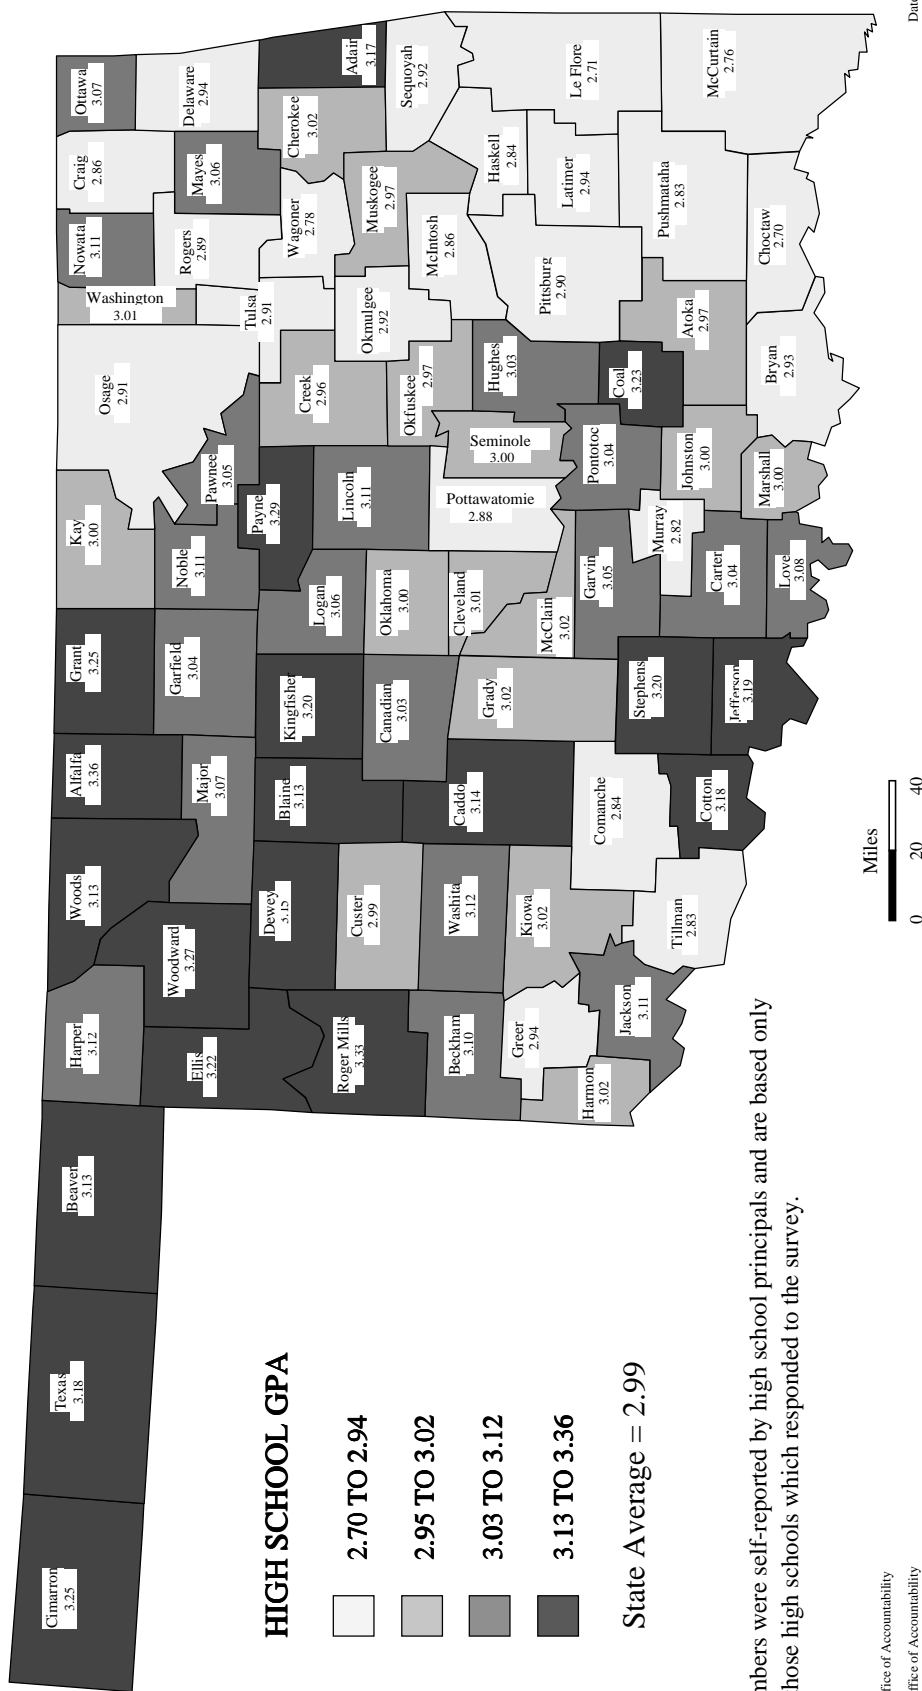 Cimarron
3.25
Texas
3.18
Beaver
3.13
Harper
3.12
Woods
3.13
Alfalfa
3.36
Grant
3.25
Kay
3.00
Osage
2.91
Washington
3.01
Nowata
3.11
Craig
2.86
Ottawa
3.07
Ellis
3.22
Woodward
3.27
Major
3.07
Garfield
3.04
Noble
3.11
Pawnee
3.05
Rogers
2.89
Mayes
3.06
Delaware
2.94
Tulsa
2.91
Dewey
3.15
Blaine
3.13
Kingfisher
3.20
Logan
3.06
Payne
3.29
Creek
2.96
Wagoner
2.78
Cherokee
3.02
Adair
3.17
Roger Mills
3.33
Custer
2.99
Canadian
3.03
Oklahoma
3.00
Lincoln
3.11
Okfuskee
2.97
Okmulgee
2.92
Muskogee
2.97
Sequoyah
2.92
Beckham
3.10
Washita
3.12
Caddo
3.14
Grady
3.02
Cleveland
3.01
Pottawatomie
2.88
Seminole
3.00
Hughes
3.03
McIntosh
2.86
Haskell
2.84
Greer
2.94
Kiowa
3.02
McClain
3.02
Pittsburg
2.90
Latimer
2.94
Le Flore
2.71
Harmon
3.02
Jackson
3.11
Comanche
2.84
Stephens
3.20
Garvin
3.05
Pontotoc
3.04
Coal
3.23
Tillman
2.83
Cotton
3.18
Murray
2.82
Johnston
3.00
Atoka
2.97
Pushmataha
2.83
McCurtain
2.76
Jefferson
3.19
Carter
3.04
Love
3.08
Marshall
3.00
Bryan
2.93
Choctaw
2.70
HIGH SCHOOL GPA
2.70 TO 2.94
2.95 TO 3.02
3.03 TO 3.12
3.13 TO 3.36
State Average = 2.99
mbers were self-reported by high school principals and are based only
hose high schools which responded to the survey.
Miles
0 20 40
fice of Accountability
ffice of Accountability
Date